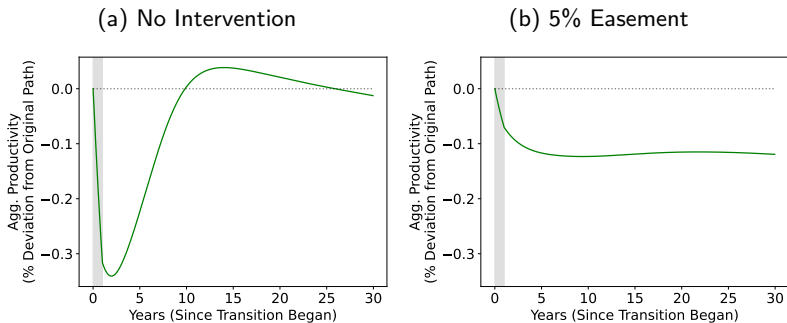 (a) No Intervention
Agg. Productivity
(% Deviation from Original Path)
0.0
−0.1
−0.2
−0.3
0 5 10 15 20 25 30
Years (Since Transition Began)
(b) 5% Easement
Agg. Productivity
(% Deviation from Original Path)
0.0
−0.1
−0.2
−0.3
0 5 10 15 20 25 30
Years (Since Transition Began)